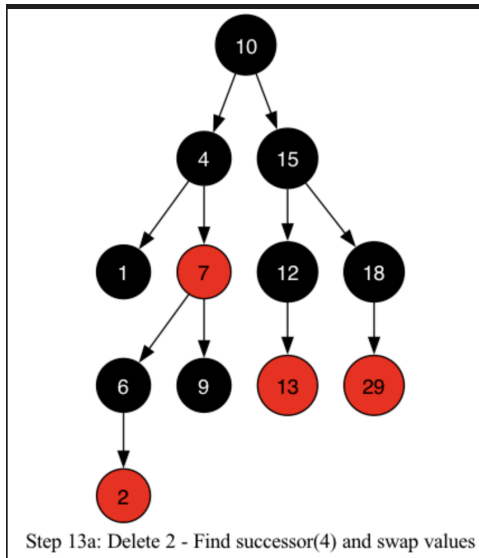 10
4 15
1 7 12 18
6 9 13 29
2
Step 13a: Delete 2 - Find successor(4) and swap values